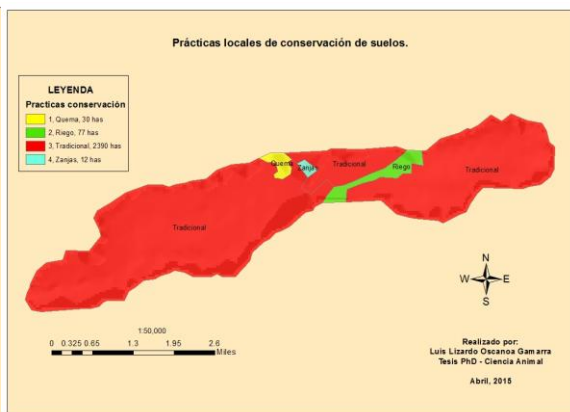 Prácticas locales de conservación de suelos.
LEYENDA
Practicas conservación
1, Quema, 30 has
2, Riego, 77 has
3, Tradicional, 2390 has
4, Zanjas, 12 has
Quema
Zanjas
Tradicional
Riego
Tradicional
Tradicional
N
W E
S
1:50,000
0 0.325 0.65 1.3 1.95 2.6
Miles
Realizado por:
Luis Lizardo Oscanoa Gamarra
Tesis PhD - Ciencia Animal
Abril, 2015